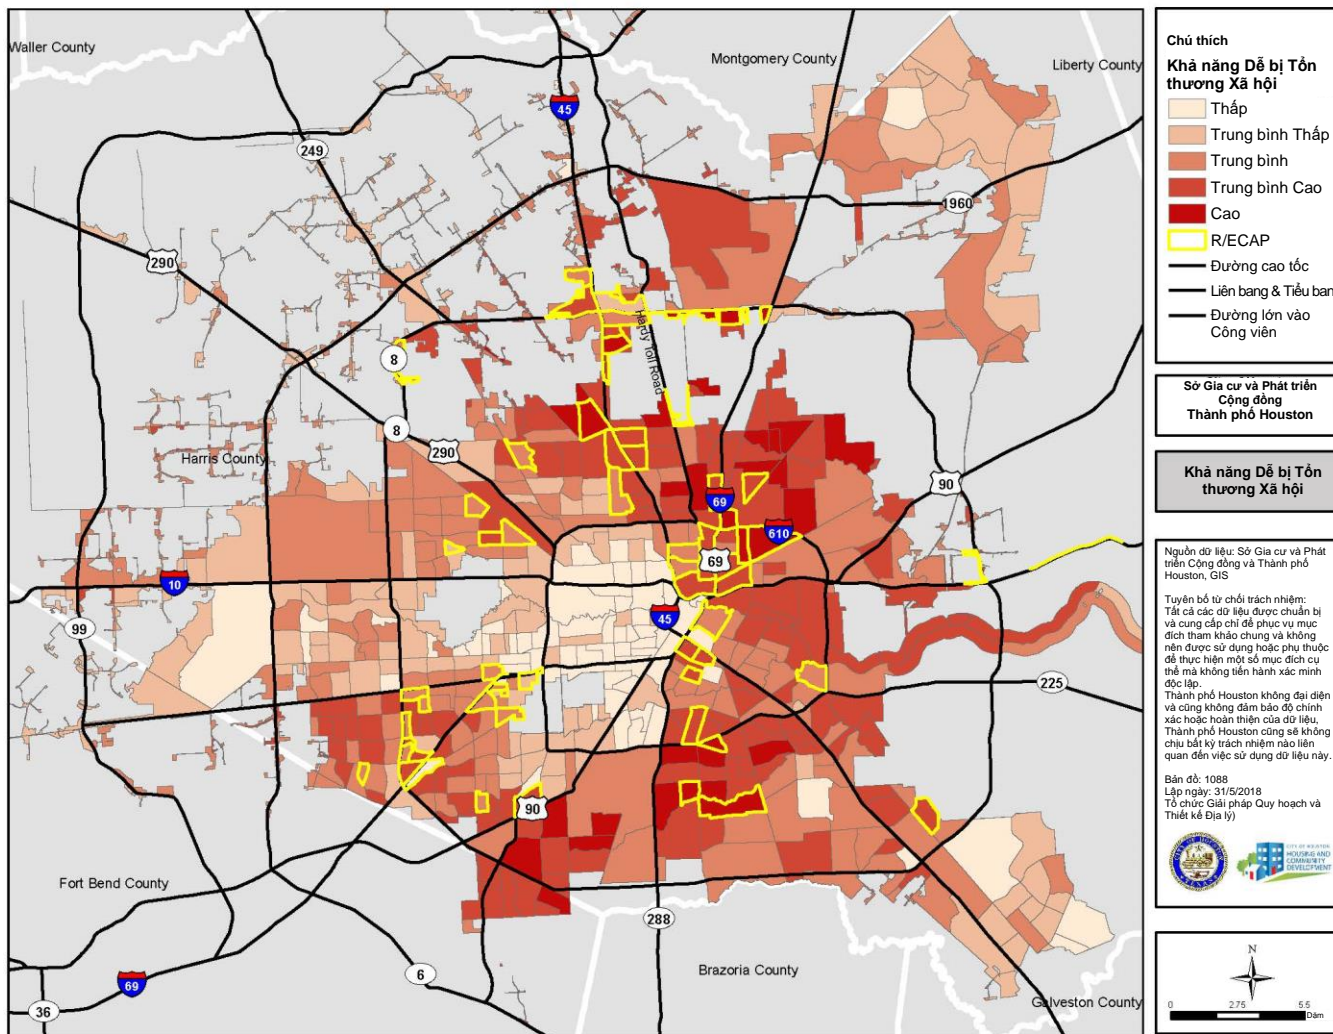 Waller County
Montgomery County
Liberty County
45
249
1960
290
290
Hardy Toll Road
8
8
290
Harris County
90
69
610
69
10
45
99
225
90
Fort Bend County
288
6
Brazoria County
69
36
Galveston County
Chú thích
Khả năng Dễ bị Tổn
thương Xã hội
Thấp
Trung bình Thấp
Trung bình
Trung bình Cao
Cao
R/ECAP
Đường cao tốc
Liên bang & Tiểu ban
Đường lớn vào
Công viên
Sở Gia cư và Phát triển
Cộng đồng
Thành phố Houston
Khả năng Dễ bị Tổn
thương Xã hội
Nguồn dữ liệu: Sở Gia cư và Phát
triển Cộng đồng và Thành phố
Houston, GIS
Tuyên bố từ chối trách nhiệm:
Tất cả các dữ liệu được chuẩn bị
và cung cấp chỉ để phục vụ mục
đích tham khảo chung và không
nên được sử dụng hoặc phụ thuộc
để thực hiện một số mục đích cụ
thể mà không tiến hành xác minh
độc lập.
Thành phố Houston không đại diện
và cũng không đảm bảo độ chính
xác hoặc hoàn thiện của dữ liệu,
Thành phố Houston cũng sẽ không
chịu bất kỳ trách nhiệm nào liên
quan đến việc sử dụng dữ liệu này.
Bản đồ: 1088
Lập ngày: 31/5/2018
Tổ chức Giải pháp Quy hoạch và
Thiết kế Địa lý)
CITY OF HOUSTON
HOUSING AND
COMMUNITY
DEVELOPMENT
N
0 2.75 5.5
Dặm